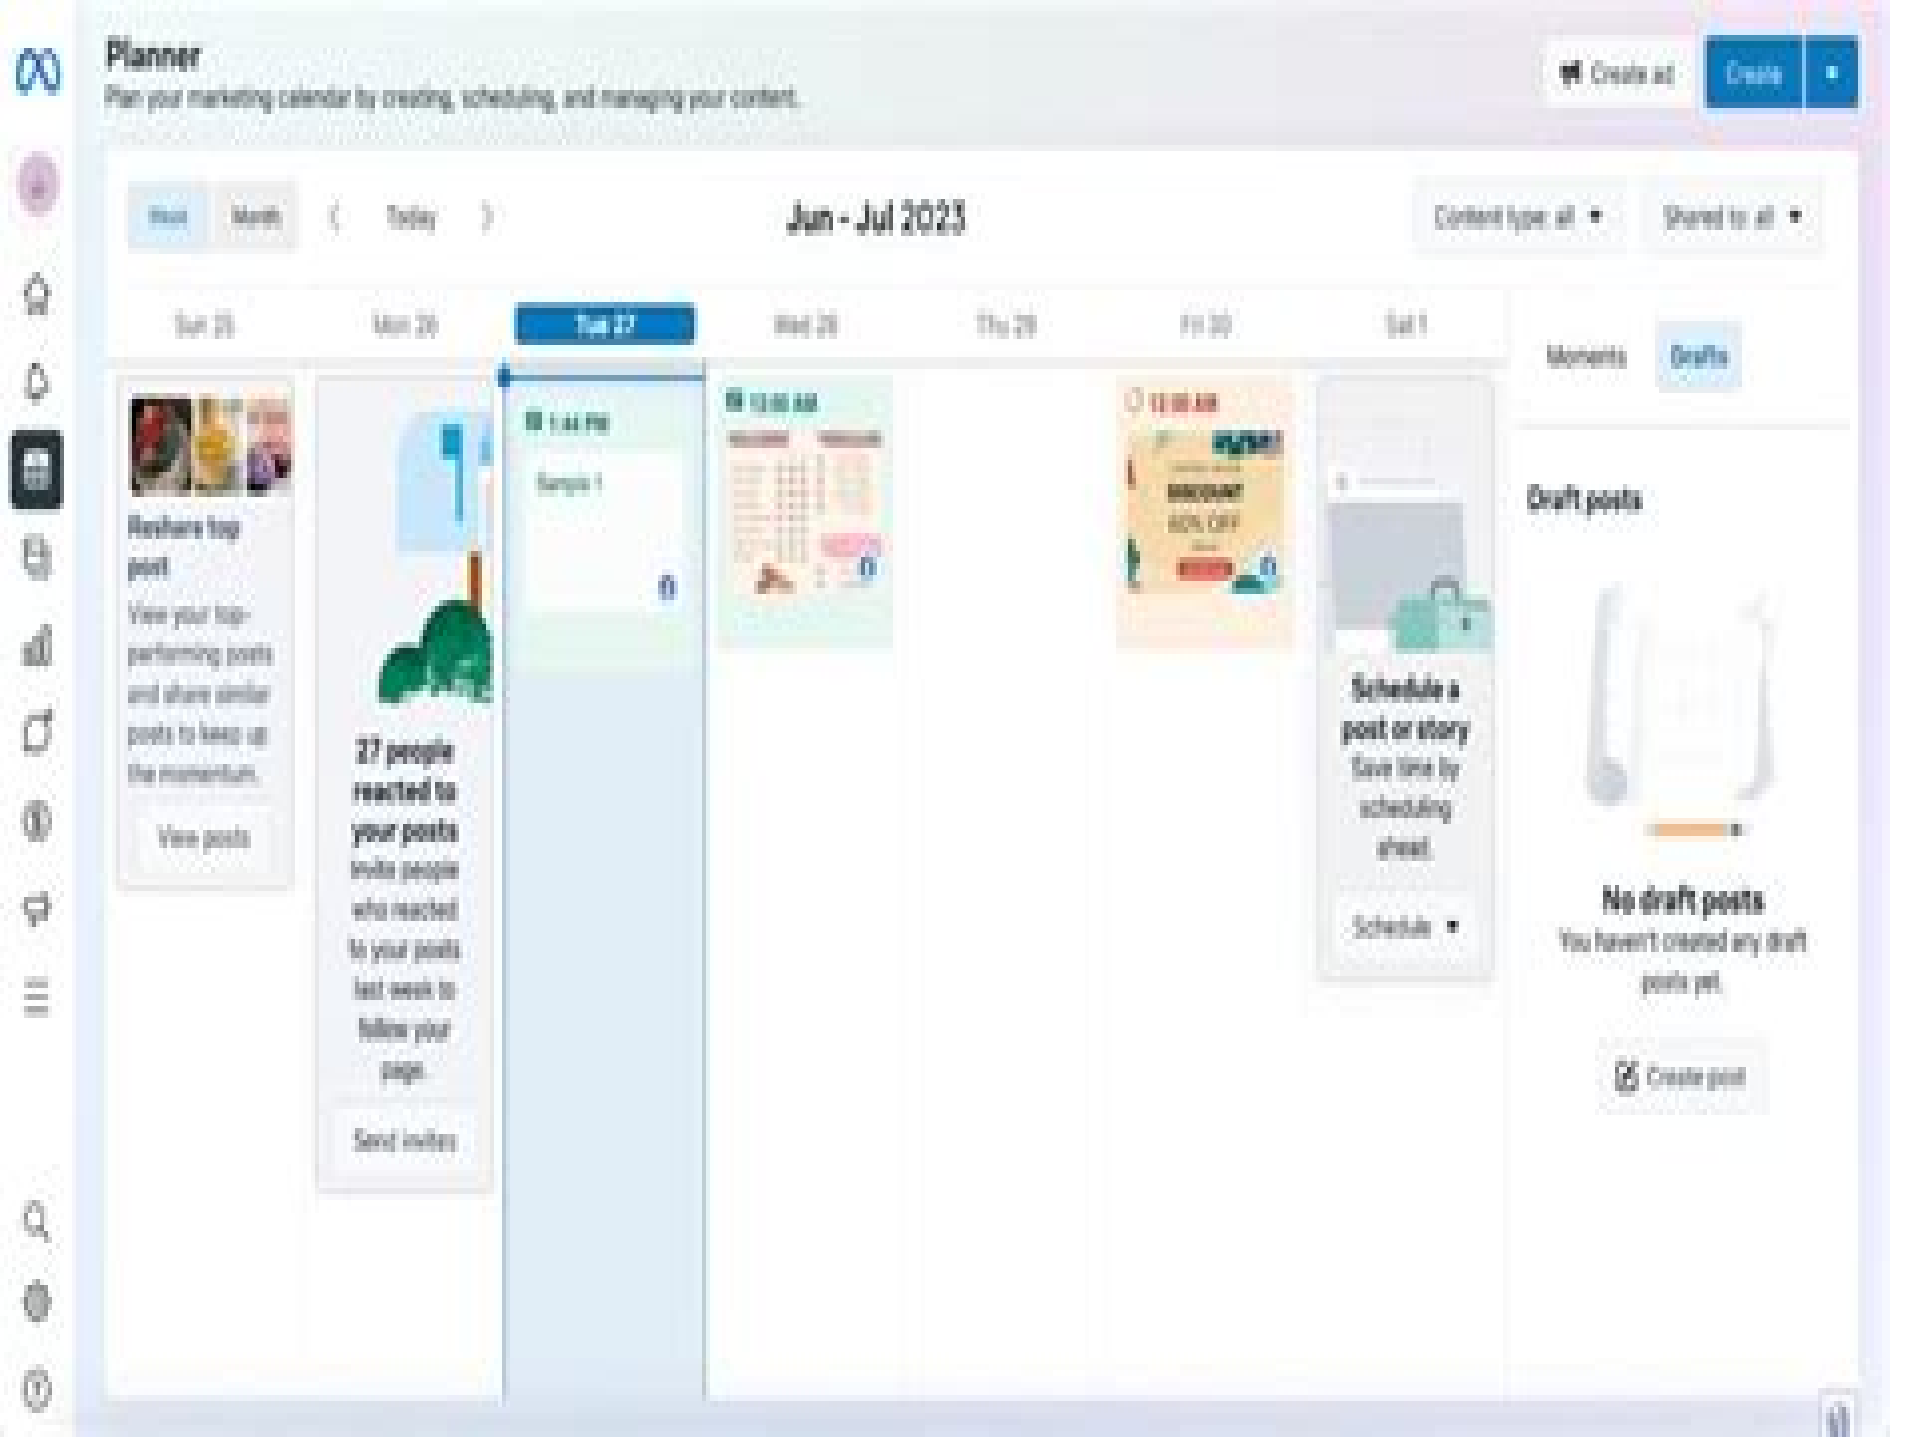 Planner
Plan your marketing calendar by creating, scheduling, and managing your content.
Create ad
Create
Week
Month
Today
Jun - Jul 2023
Content type: all
Shared to: all
Sun 25
Mon 26
Tue 27
Wed 28
Thu 29
Fri 30
Sat 1
Moments
Drafts
Reshare top
post
View your top-
performing posts
and share similar
posts to keep up
the momentum.
View posts
27 people
reacted to
your posts
Invite people
who reacted
to your posts
last week to
follow your
page.
Send invites
1:44 PM
Sample 1
AM
AM
DISCOUNT
60% OFF
Schedule a
post or story
Save time by
scheduling
ahead.
Schedule
Draft posts
No draft posts
You haven't created any draft
posts yet.
Create post